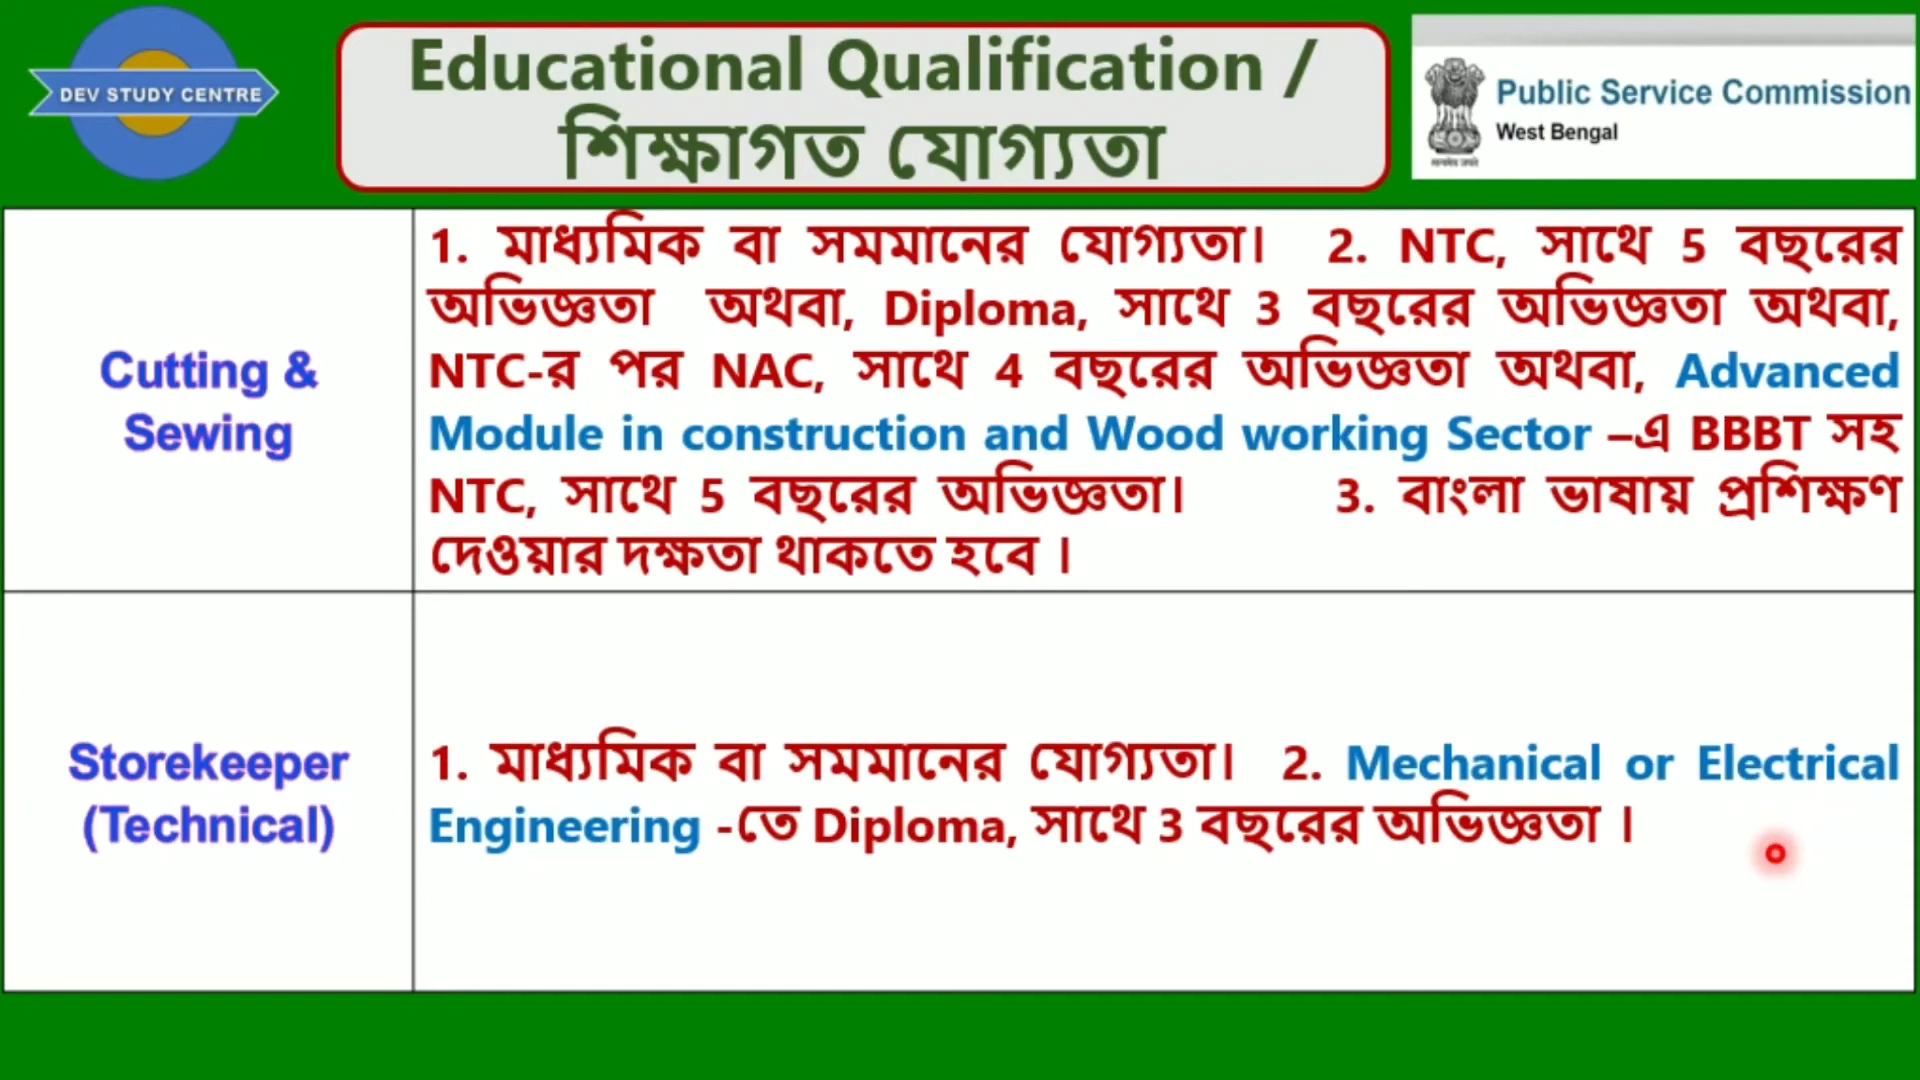 DEV STUDY CENTRE
Educational Qualification /
শিক্ষাগত যোগ্যতা
Public Service Commission
West Bengal
Cutting &
Sewing
1. মাধ্যমিক বা সমমানের যোগ্যতা। 2. NTC, সাথে 5 বছরের
অভিজ্ঞতা অথবা, Diploma, সাথে 3 বছরের অভিজ্ঞতা অথবা,
NTC-র পর NAC, সাথে 4 বছরের অভিজ্ঞতা অথবা, Advanced
Module in construction and Wood working Sector –এ BBBT সহ
NTC, সাথে 5 বছরের অভিজ্ঞতা। 3. বাংলা ভাষায় প্রশিক্ষণ
দেওয়ার দক্ষতা থাকতে হবে ।
Storekeeper
(Technical)
1. মাধ্যমিক বা সমমানের যোগ্যতা। 2. Mechanical or Electrical
Engineering -তে Diploma, সাথে 3 বছরের অভিজ্ঞতা ।